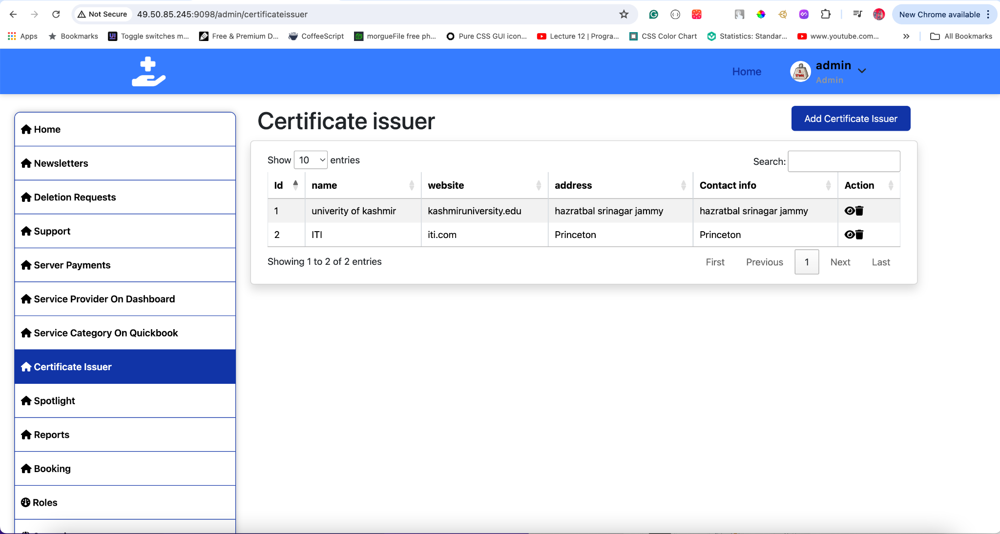 Not Secure 49.50.85.245:9098/admin/certificateissuer New Chrome available
Apps Bookmarks Toggle switches m... Free & Premium D... CoffeeScript morgueFile free ph... Pure CSS GUI icon... Lecture 12 | Progra... CSS Color Chart Statistics: Standar... www.youtube.com... All Bookmarks
Home admin
Admin
Home
Newsletters
Deletion Requests
Support
Server Payments
Service Provider On Dashboard
Service Category On Quickbook
Certificate Issuer
Spotlight
Reports
Booking
Roles
Certificate issuer Add Certificate Issuer
Show 10 entries Search:
Id name website address Contact info Action
1 univerity of kashmir kashmiruniversity.edu hazratbal srinagar jammy hazratbal srinagar jammy
2 ITI iti.com Princeton Princeton
Showing 1 to 2 of 2 entries First Previous 1 Next Last